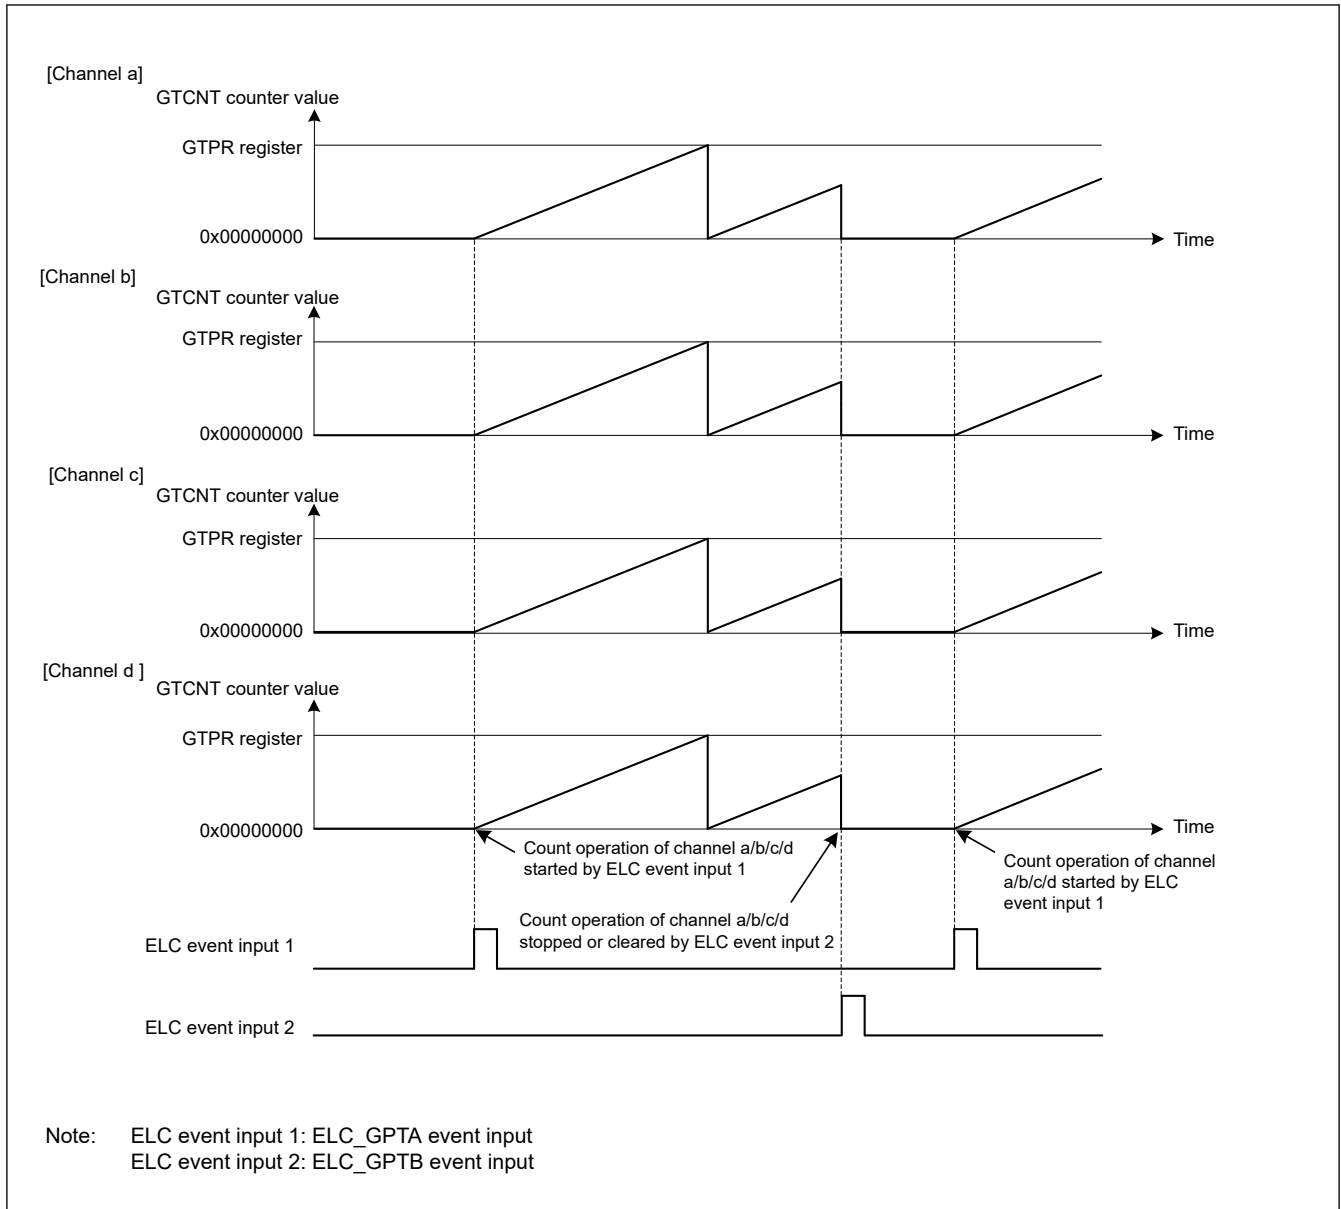 [Channel a]
GTCNT counter value
GTPR register
0x00000000
Time
[Channel b]
GTCNT counter value
GTPR register
0x00000000
Time
[Channel c]
GTCNT counter value
GTPR register
0x00000000
Time
[Channel d ]
GTCNT counter value
GTPR register
0x00000000
Time
Count operation of channel a/b/c/d
started by ELC event input 1
Count operation of channel
a/b/c/d started by ELC
event input 1
Count operation of channel a/b/c/d
stopped or cleared by ELC event input 2
ELC event input 1
ELC event input 2
Note: ELC event input 1: ELC_GPTA event input
ELC event input 2: ELC_GPTB event input